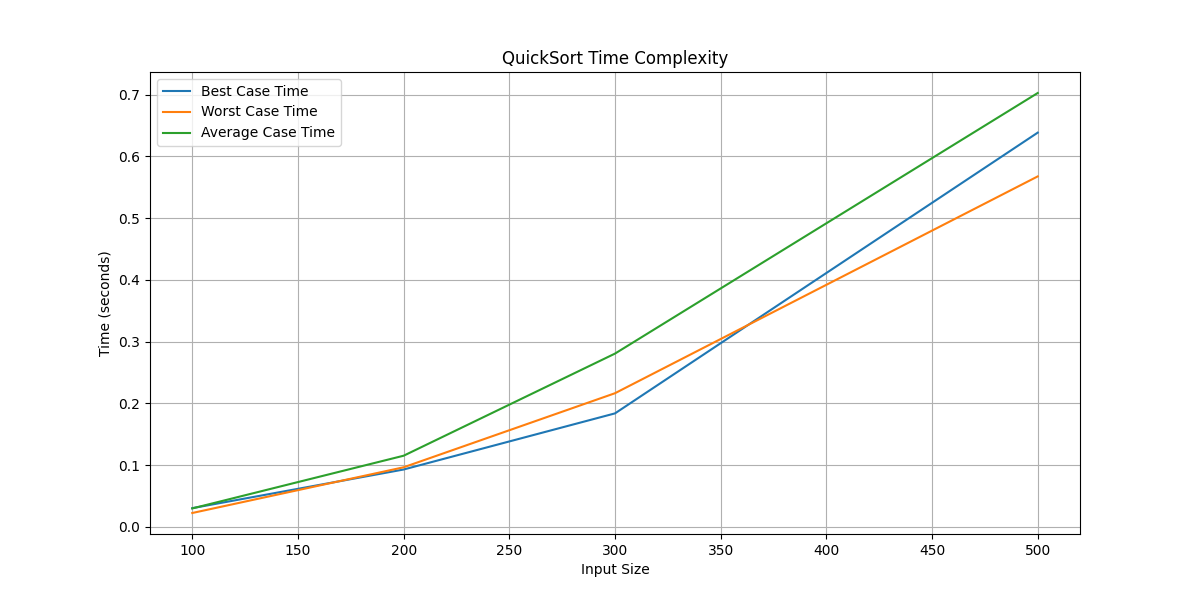 QuickSort Time Complexity
Best Case Time
Worst Case Time
Average Case Time
Time (seconds)
0.7
0.6
0.5
0.4
0.3
0.2
0.1
0.0
100 150 200 250 300 350 400 450 500
Input Size